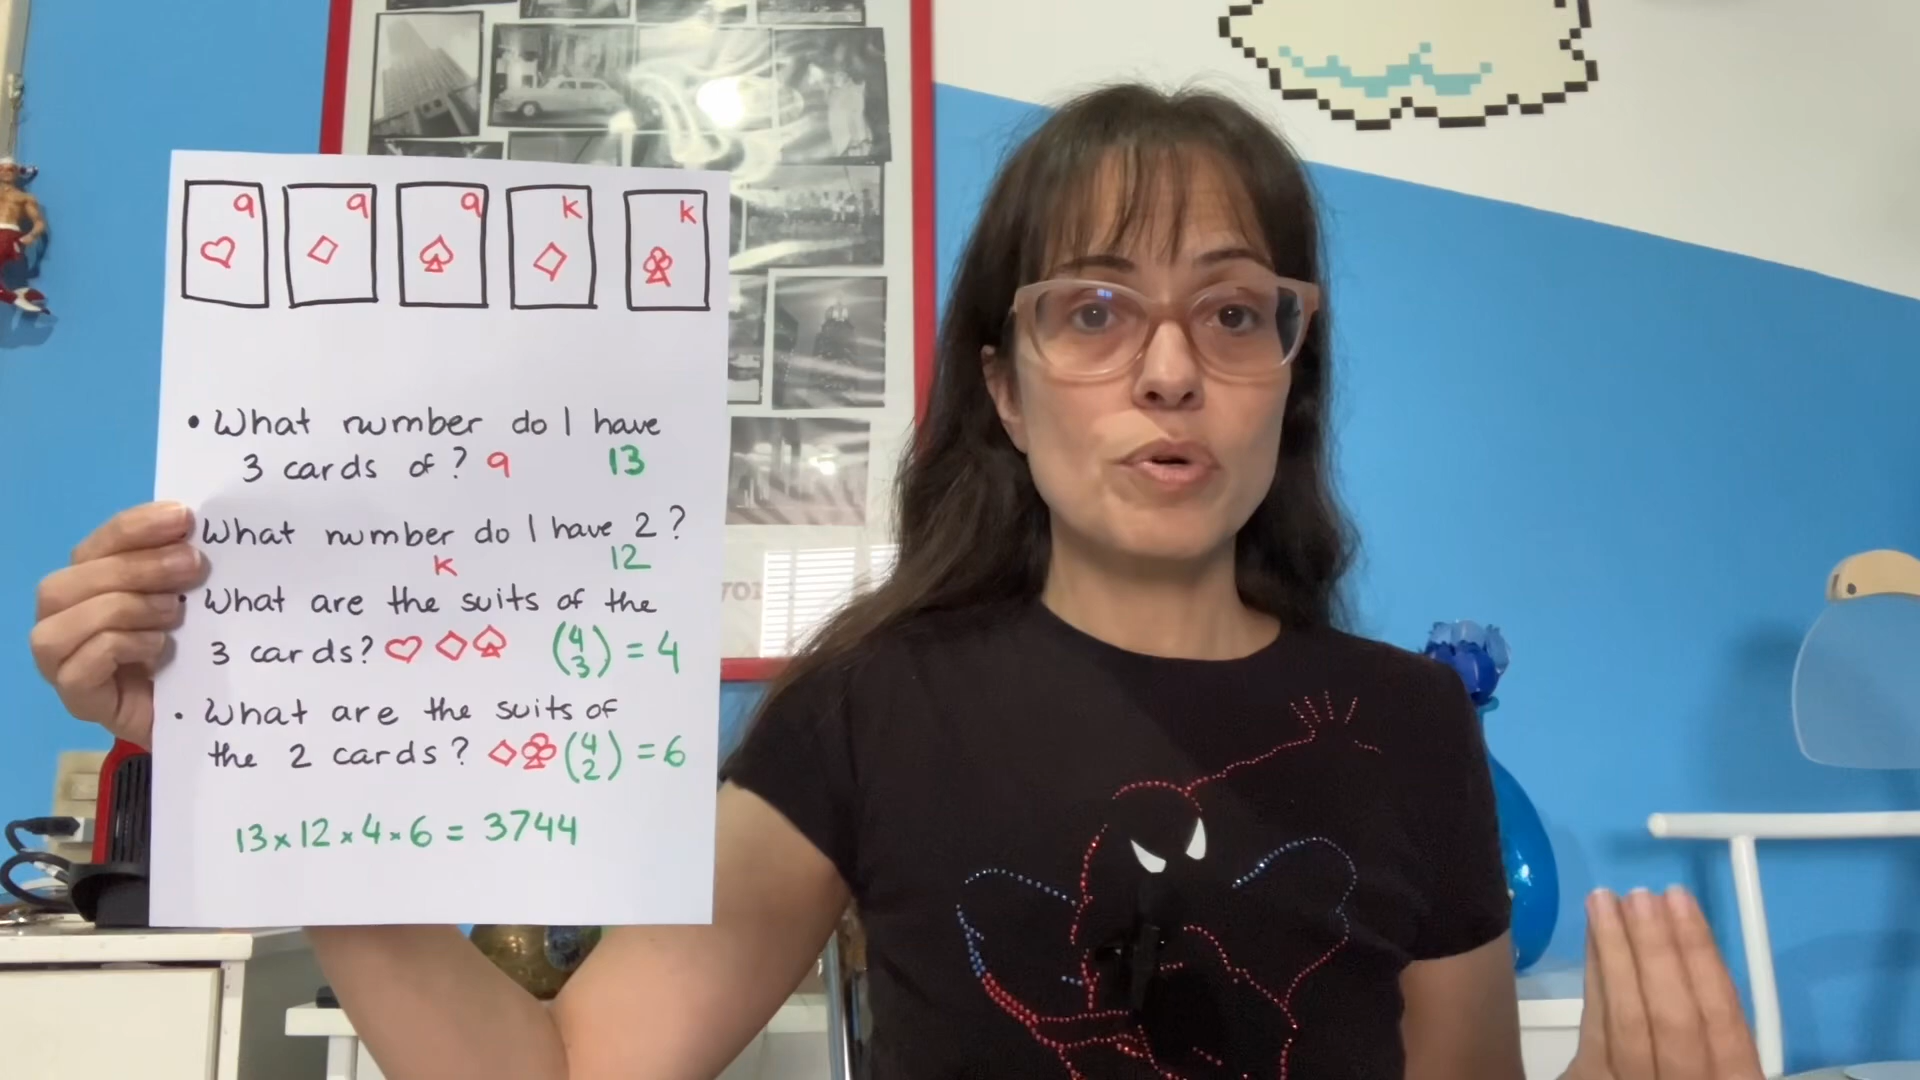 9 9 9 K K
• What number do I have
3 cards of? 9 13
What number do I have 2?
K 12
• What are the suits of the
3 cards? ♡ ♢ ♤ (4 3) = 4
• What are the suits of
the 2 cards? ♢ ♧ (4 2) = 6
13 × 12 × 4 × 6 = 3744